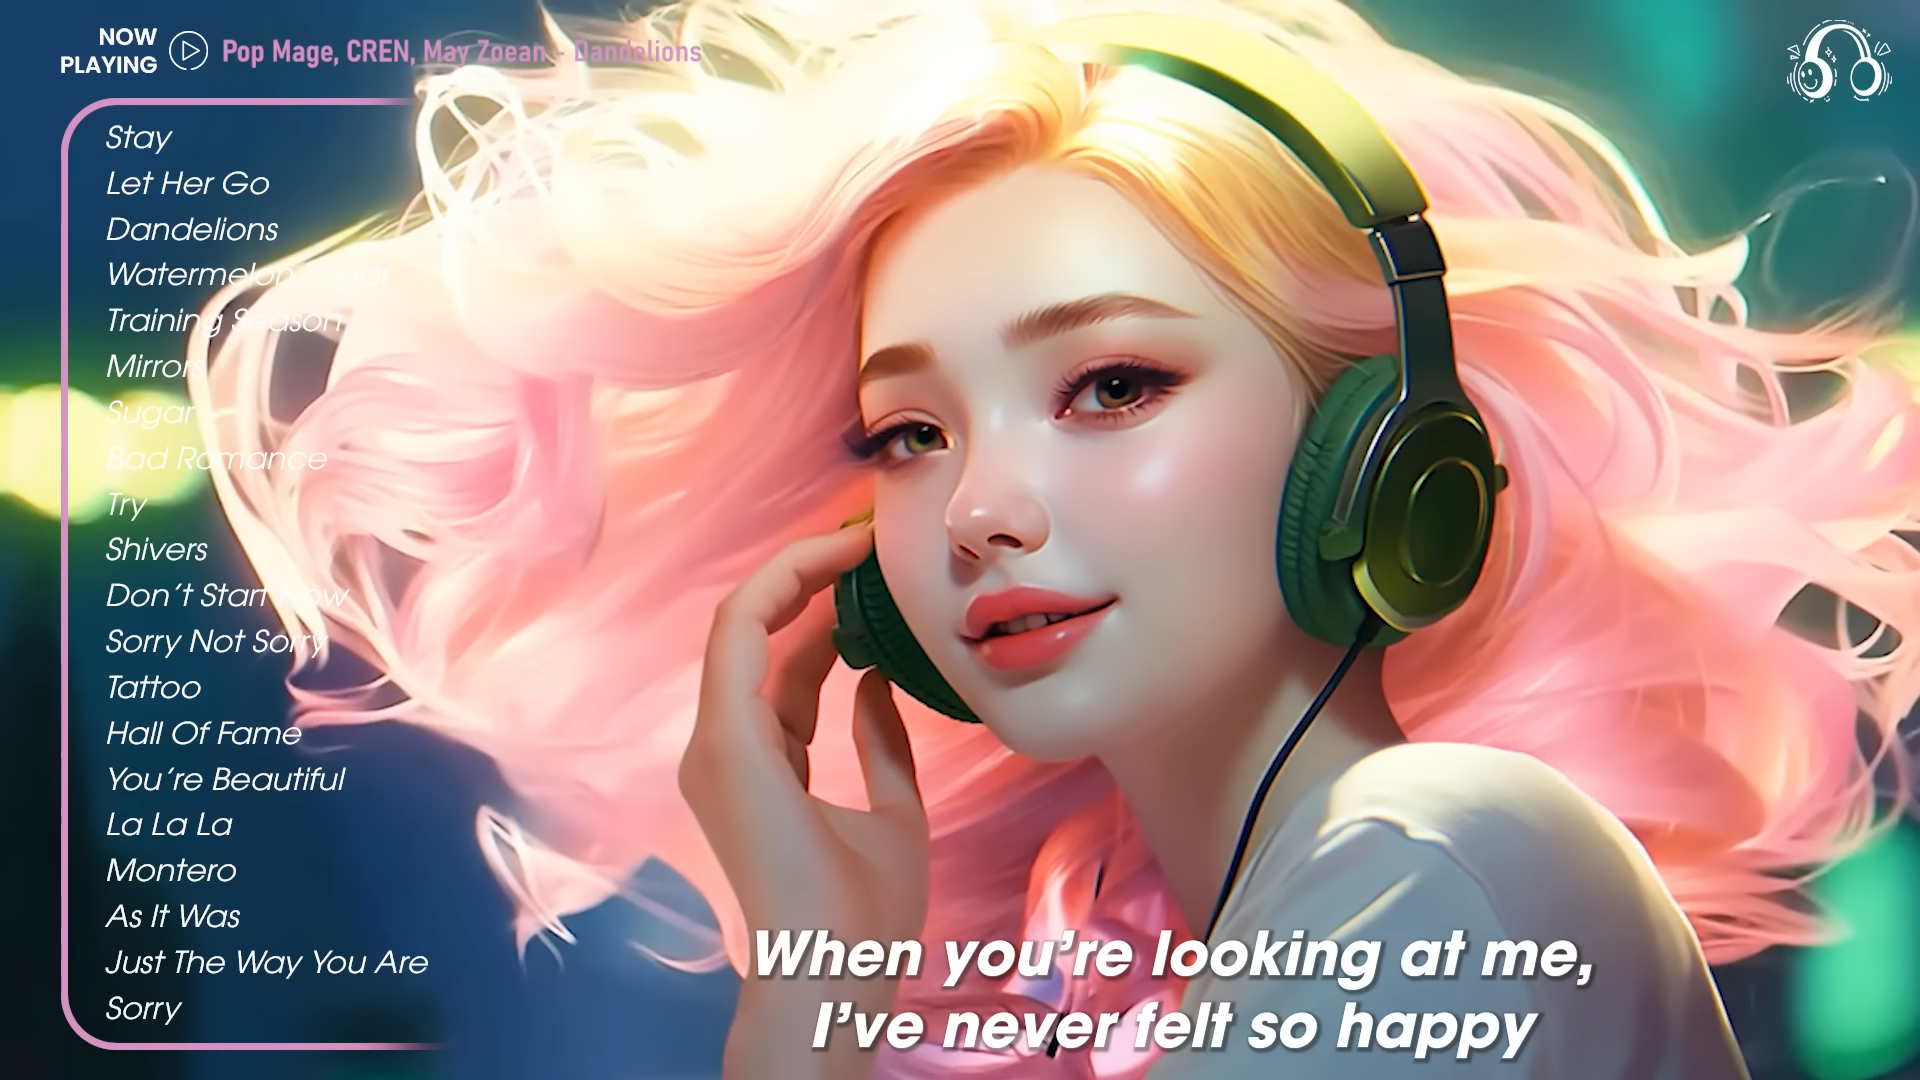 NOW
PLAYING
Pop Mage, CREN, May Zoean - Dandelions
Stay
Let Her Go
Dandelions
Watermelon Sugar
Training Season
Mirrors
Sugar
Bad Romance
Try
Shivers
Don't Start Now
Sorry Not Sorry
Tattoo
Hall Of Fame
You're Beautiful
La La La
Montero
As It Was
Just The Way You Are
Sorry
When you're looking at me,
I've never felt so happy